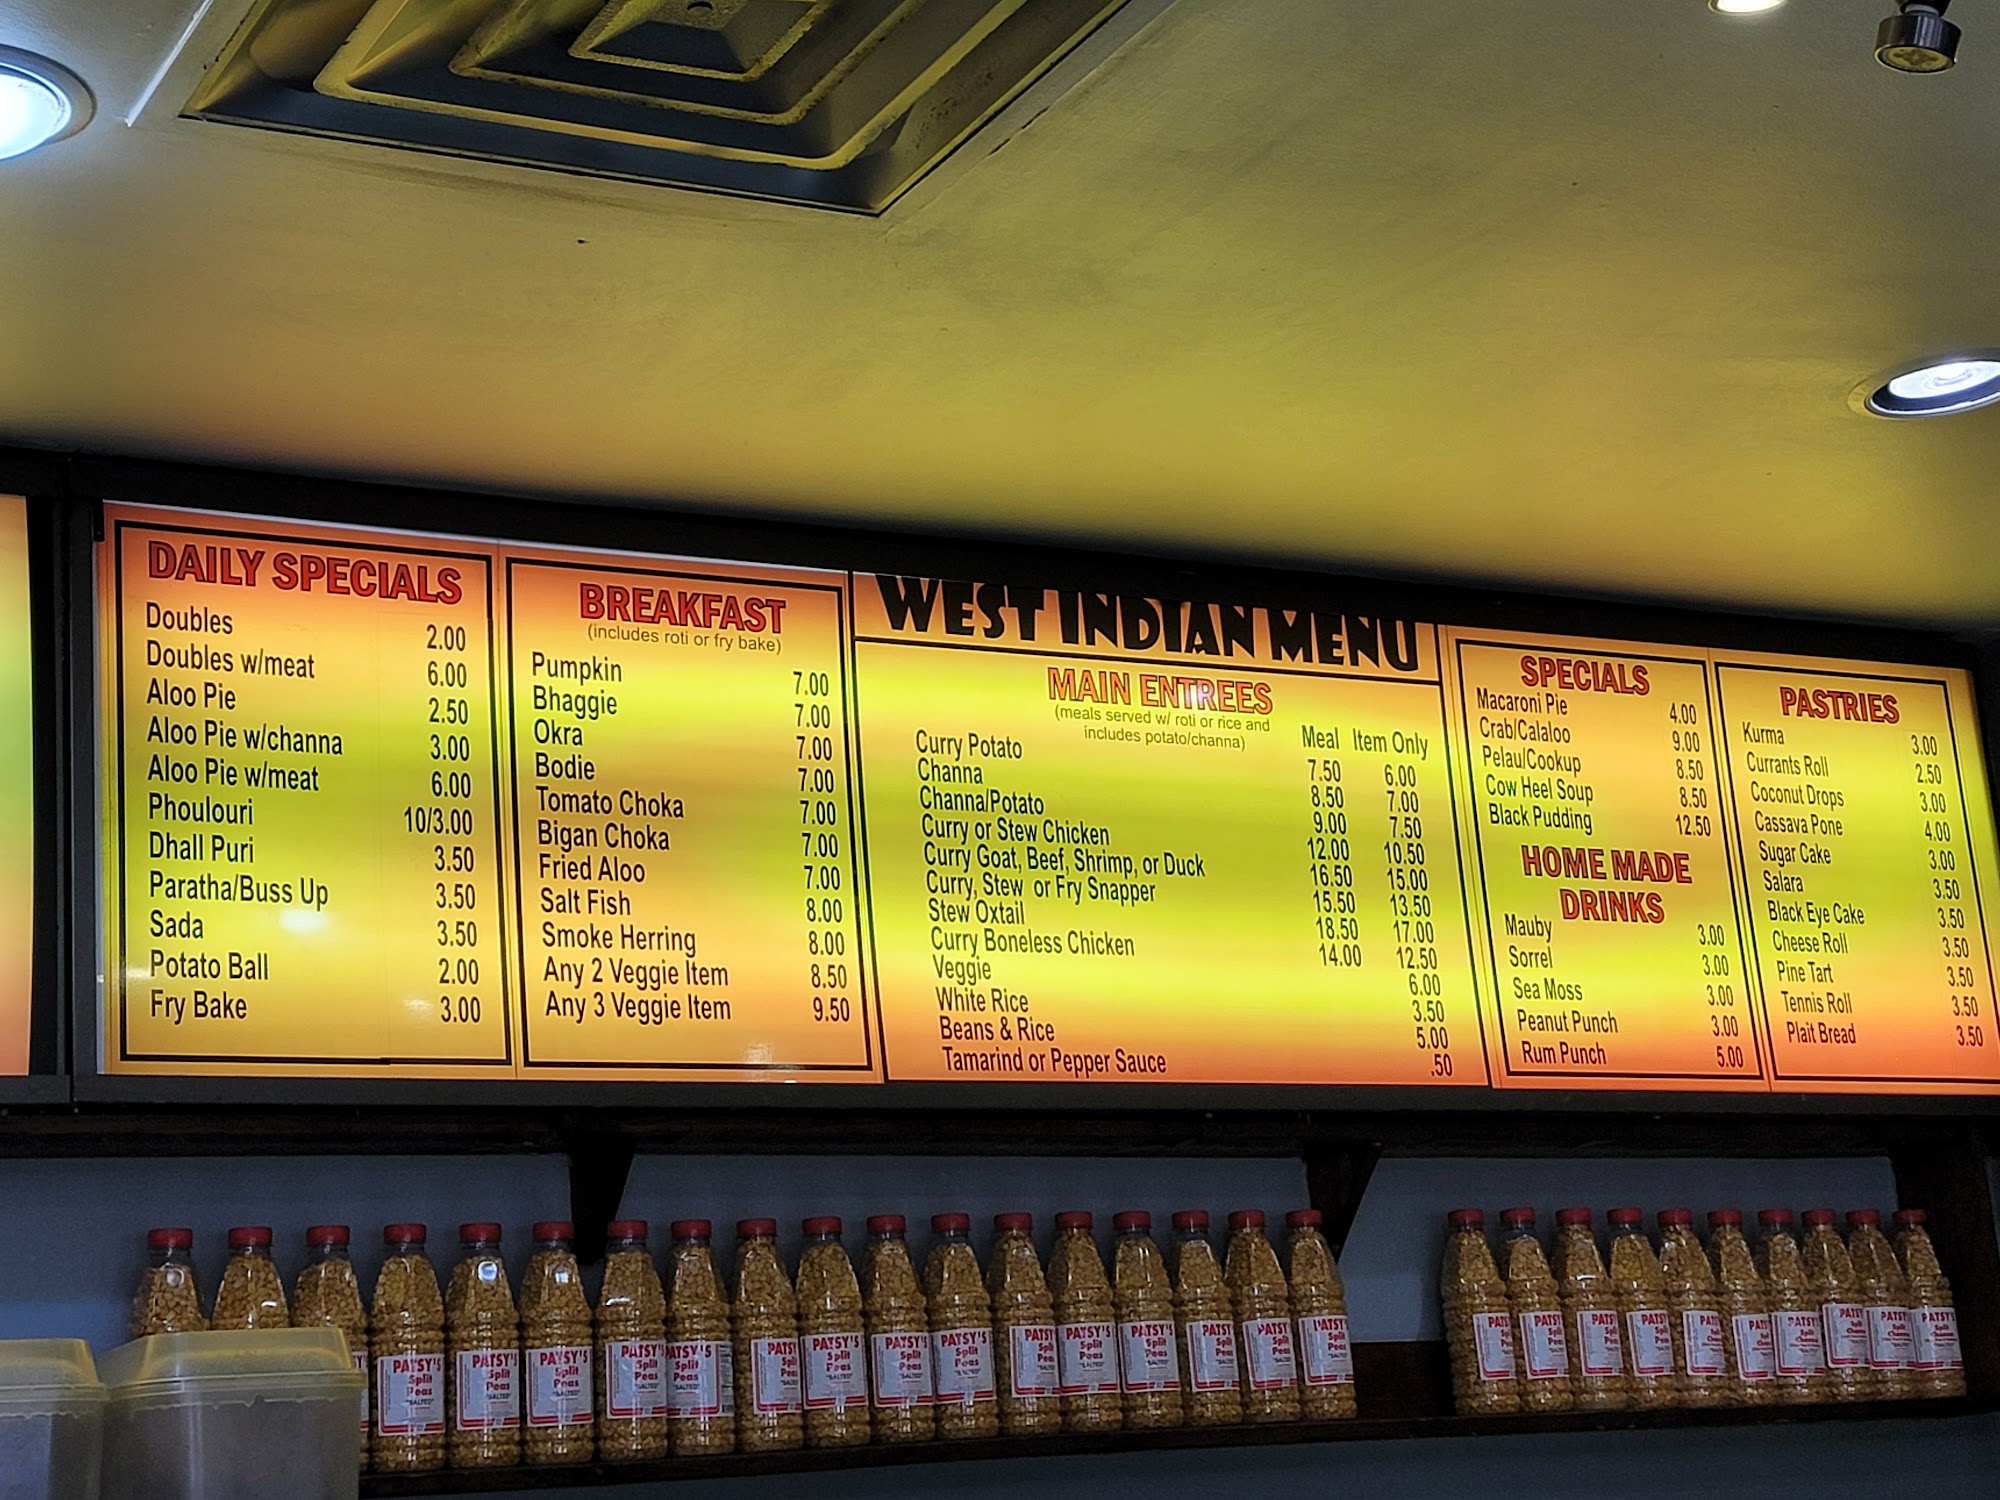 DAILY SPECIALS
Doubles 2.00
Doubles w/meat 6.00
Aloo Pie 2.50
Aloo Pie w/channa 3.00
Aloo Pie w/meat 6.00
Phoulouri 10/3.00
Dhall Puri 3.50
Paratha/Buss Up 3.50
Sada 3.50
Potato Ball 2.00
Fry Bake 3.00
BREAKFAST
(includes roti or fry bake)
Pumpkin 7.00
Bhaggie 7.00
Okra 7.00
Bodie 7.00
Tomato Choka 7.00
Bigan Choka 7.00
Fried Aloo 7.00
Salt Fish 8.00
Smoke Herring 8.00
Any 2 Veggie Item 8.50
Any 3 Veggie Item 9.50
WEST INDIAN MENU
MAIN ENTREES
(meals served w/ roti or rice and
includes potato/channa)
Meal Item Only
Curry Potato 7.50 6.00
Channa 8.50 7.00
Channa/Potato 9.00 7.50
Curry or Stew Chicken 12.00 10.50
Curry Goat, Beef, Shrimp, or Duck 16.50 15.00
Curry, Stew or Fry Snapper 15.50 13.50
Stew Oxtail 18.50 17.00
Curry Boneless Chicken 14.00 12.50
Veggie 6.00
White Rice 3.50
Beans & Rice 5.00
Tamarind or Pepper Sauce .50
SPECIALS
Macaroni Pie 4.00
Crab/Calaloo 9.00
Pelau/Cookup 8.50
Cow Heel Soup 8.50
Black Pudding 12.50
HOME MADE
DRINKS
Mauby 3.00
Sorrel 3.00
Sea Moss 3.00
Peanut Punch 3.00
Rum Punch 5.00
PASTRIES
Kurma 3.00
Currants Roll 2.50
Coconut Drops 3.00
Cassava Pone 4.00
Sugar Cake 3.00
Salara 3.50
Black Eye Cake 3.50
Cheese Roll 3.50
Pine Tart 3.50
Tennis Roll 3.50
Plait Bread 3.50
PATSY'S
Split
Peas
"SALTED"